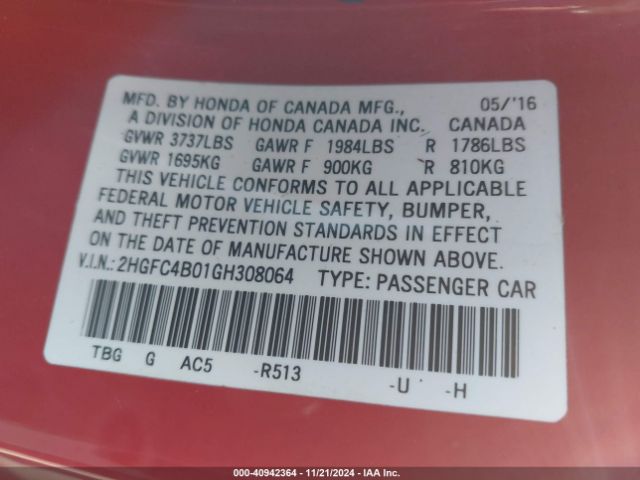 MFD. BY HONDA OF CANADA MFG., 05/'16
A DIVISION OF HONDA CANADA INC., CANADA
GVWR 3737LBS GAWR F 1984LBS R 1786LBS
GVWR 1695KG GAWR F 900KG R 810KG
THIS VEHICLE CONFORMS TO ALL APPLICABLE
FEDERAL MOTOR VEHICLE SAFETY, BUMPER,
AND THEFT PREVENTION STANDARDS IN EFFECT
ON THE DATE OF MANUFACTURE SHOWN ABOVE.
V.I.N.: 2HGFC4B01GH308064 TYPE: PASSENGER CAR
TBG G AC5 -R513 -U -H
000-40942364 | 11/21/2024 - IAA Inc.